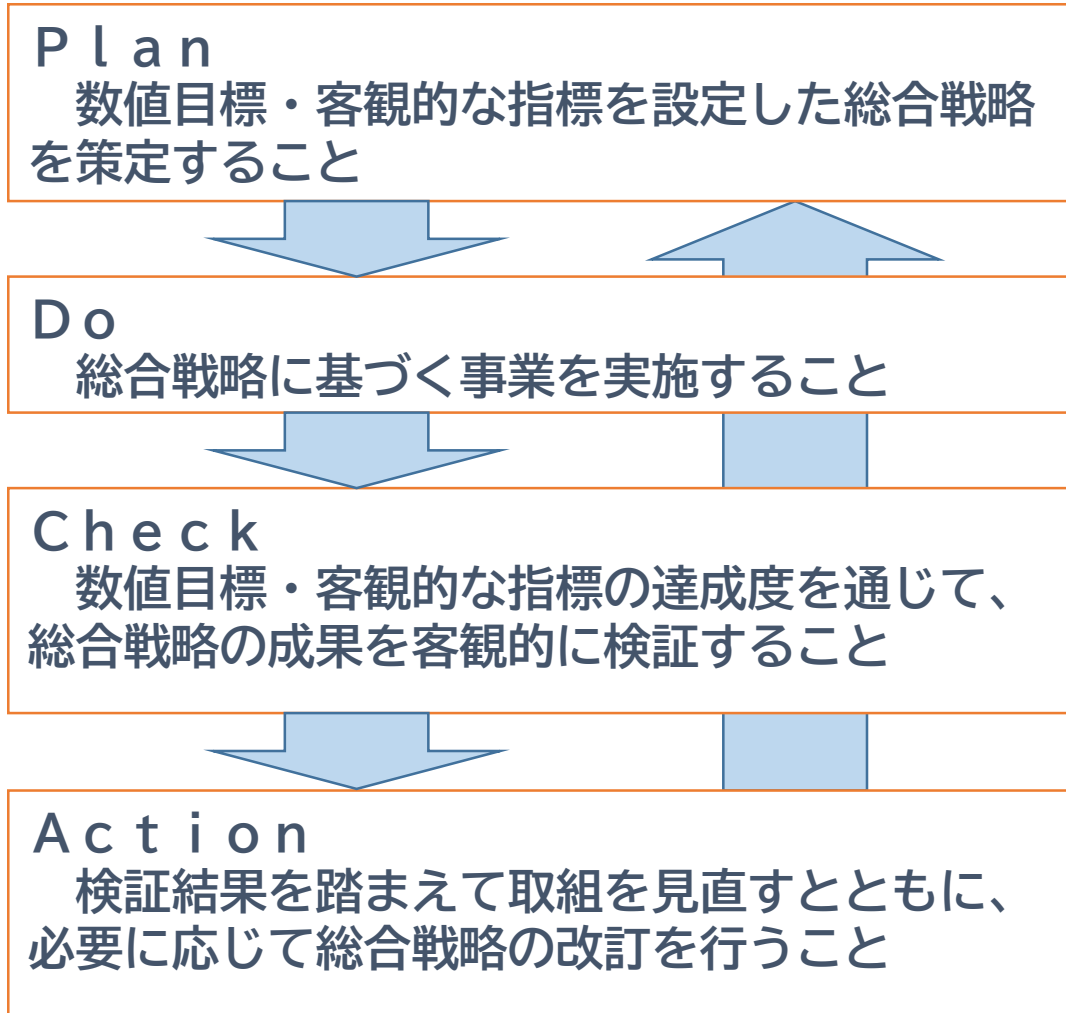 Ｐｌａｎ
　数値目標・客観的な指標を設定した総合戦略
を策定すること
Ｄｏ
　総合戦略に基づく事業を実施すること
Ｃｈｅｃｋ
　数値目標・客観的な指標の達成度を通じて、
総合戦略の成果を客観的に検証すること
Ａｃｔｉｏｎ
　検証結果を踏まえて取組を見直すとともに、
必要に応じて総合戦略の改訂を行うこと